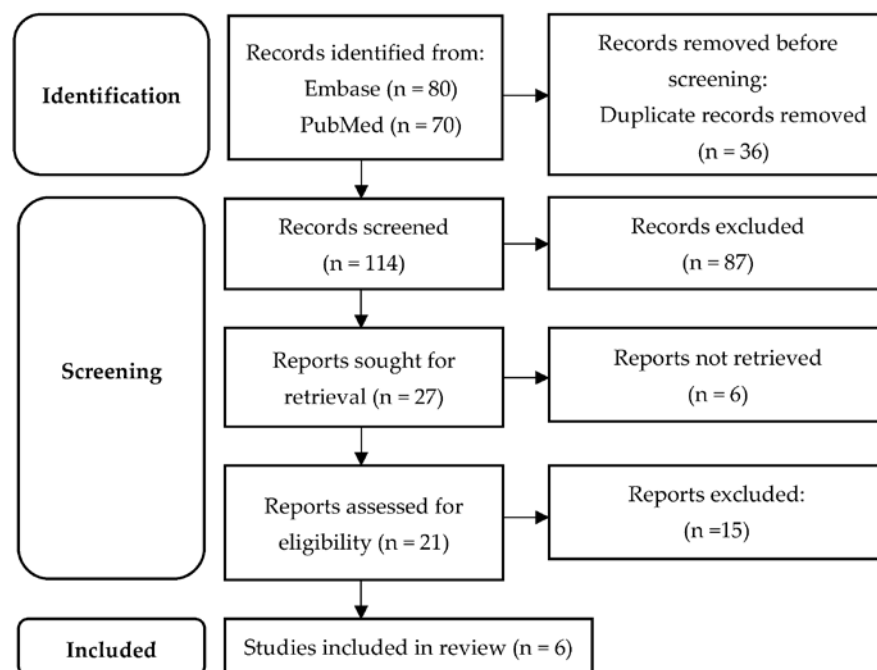 Identification
Records identified from:
Embase (n = 80)
PubMed (n = 70)
Records removed before
screening:
Duplicate records removed
(n = 36)
Screening
Records screened
(n = 114)
Records excluded
(n = 87)
Reports sought for
retrieval (n = 27)
Reports not retrieved
(n = 6)
Reports assessed for
eligibility (n = 21)
Reports excluded:
(n =15)
Included
Studies included in review (n = 6)